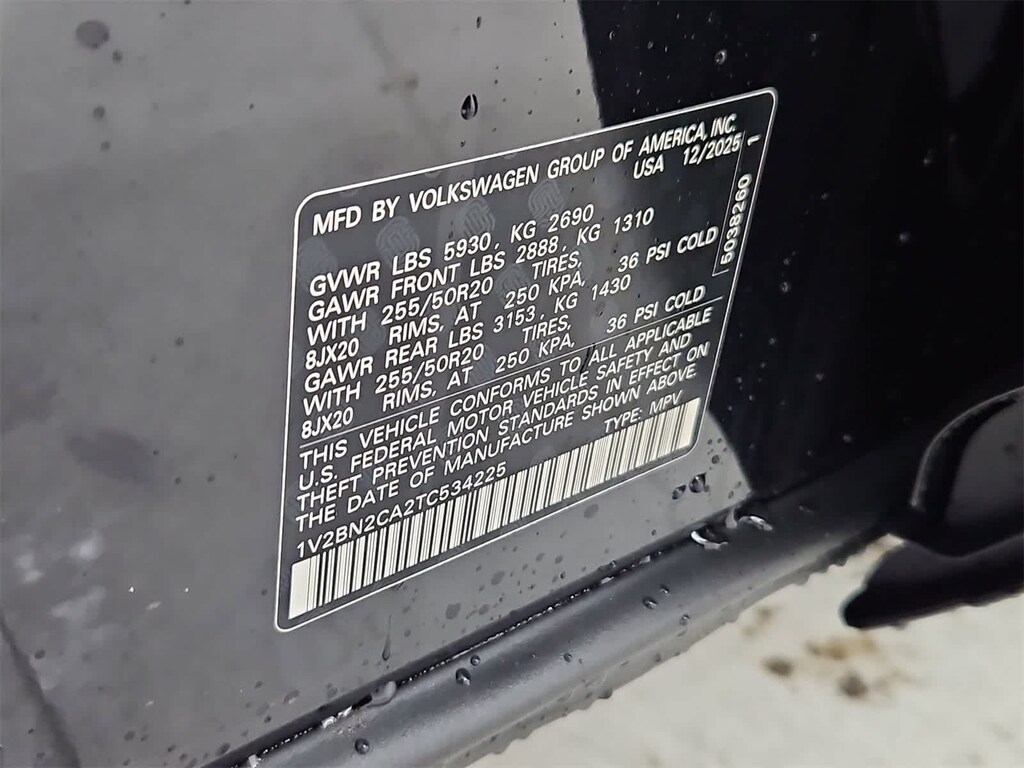 MFD BY VOLKSWAGEN GROUP OF AMERICA, INC.
USA 12/2025
GVWR LBS 5930, KG 2690
GAWR FRONT LBS 2888, KG 1310
WITH 255/50R20 TIRES,
8JX20 RIMS, AT 250 KPA, 36 PSI COLD
GAWR REAR LBS 3153, KG 1430
WITH 255/50R20 TIRES,
8JX20 RIMS, AT 250 KPA, 36 PSI COLD
THIS VEHICLE CONFORMS TO ALL APPLICABLE
U.S. FEDERAL MOTOR VEHICLE SAFETY AND
THEFT PREVENTION STANDARDS IN EFFECT ON
THE DATE OF MANUFACTURE SHOWN ABOVE
1V2BN2CA2TC534225 TYPE: MPV
5038260 1